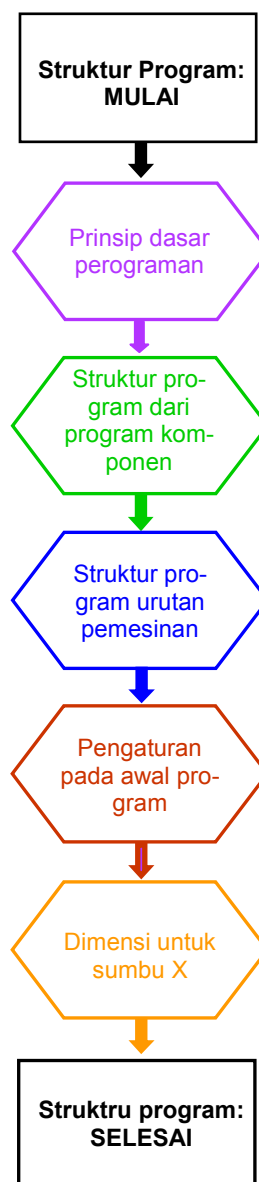 Struktur Program:
MULAI
Prinsip dasar
perograman
Struktur pro-
gram dari
program kom-
ponen
Struktur pro-
gram urutan
pemesinan
Pengaturan
pada awal pro-
gram
Dimensi untuk
sumbu X
Struktru program:
SELESAI